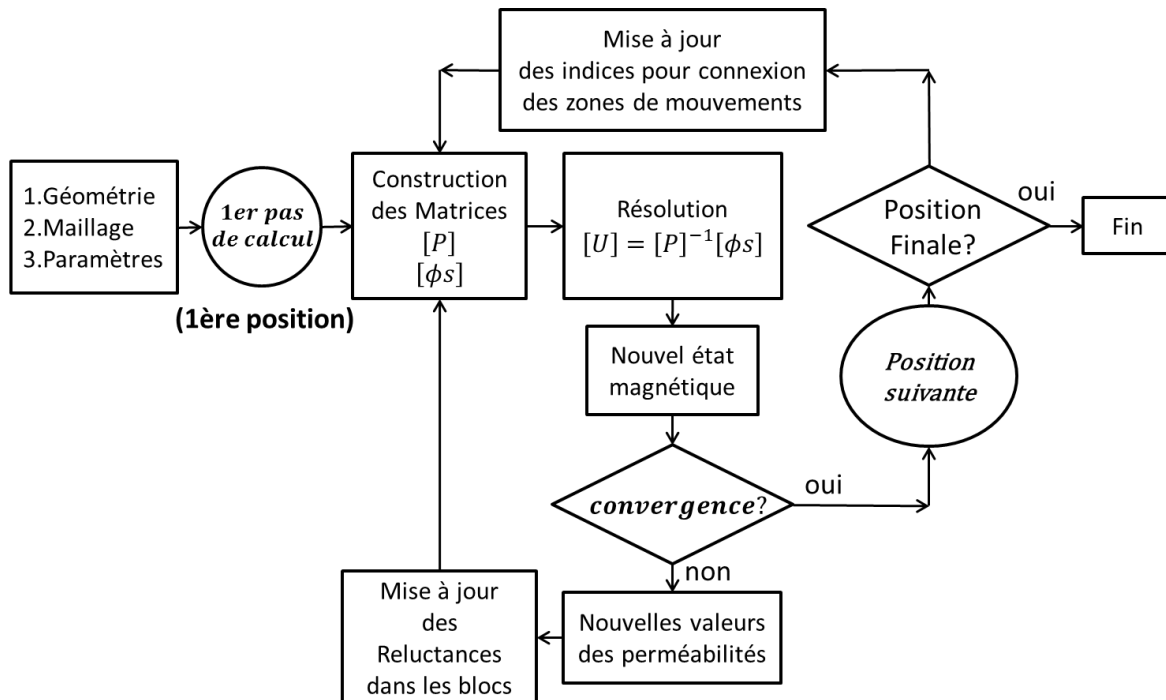 Mise à jour
des indices pour connexion
des zones de mouvements
1.Géométrie
2.Maillage
3.Paramètres
1er pas
de calcul
(1ère position)
Construction
des Matrices
[P]
[ϕs]
Résolution
[U] = [P]⁻¹[ϕs]
Position
Finale?
oui
Fin
Nouvel état
magnétique
Position
suivante
convergence?
oui
non
Nouvelles valeurs
des perméabilités
Mise à jour
des
Reluctances
dans les blocs